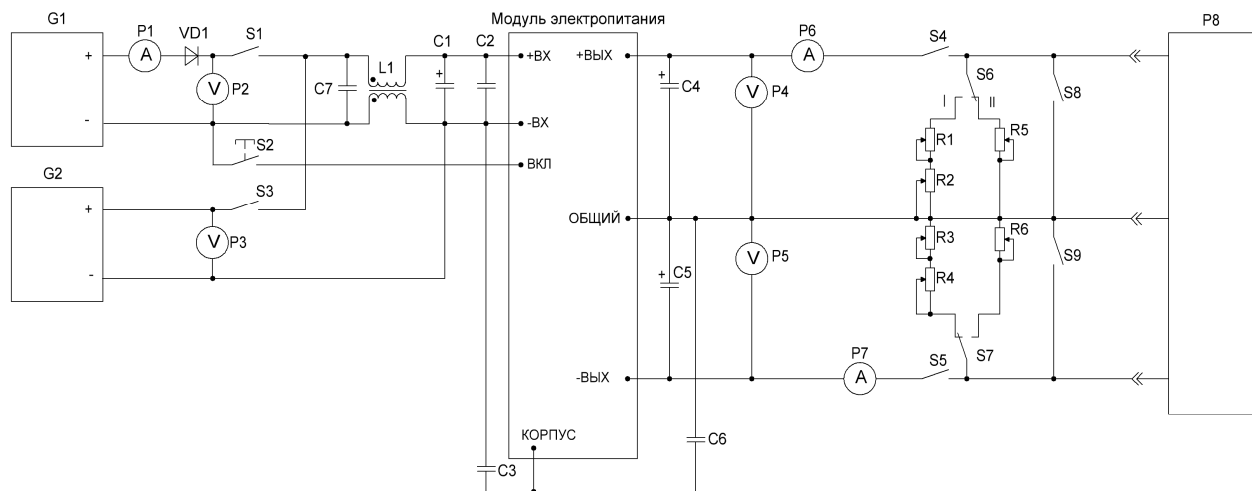 G1
Модуль электропитания
P8
P1
VD1
S1
C1
C2
P6
S4
+
A
+ВХ
+ВЫХ
A
L1
+
+
S6
V
P2
C7
C4
V
P4
S8
I
II
-
-ВХ
R1
R5
S2
ВКЛ
G2
S3
R2
+
ОБЩИЙ
V
P3
R3
R6
-
+
C5
V
P5
S9
R4
P7
S5
S7
-ВЫХ
A
КОРПУС
C6
C3